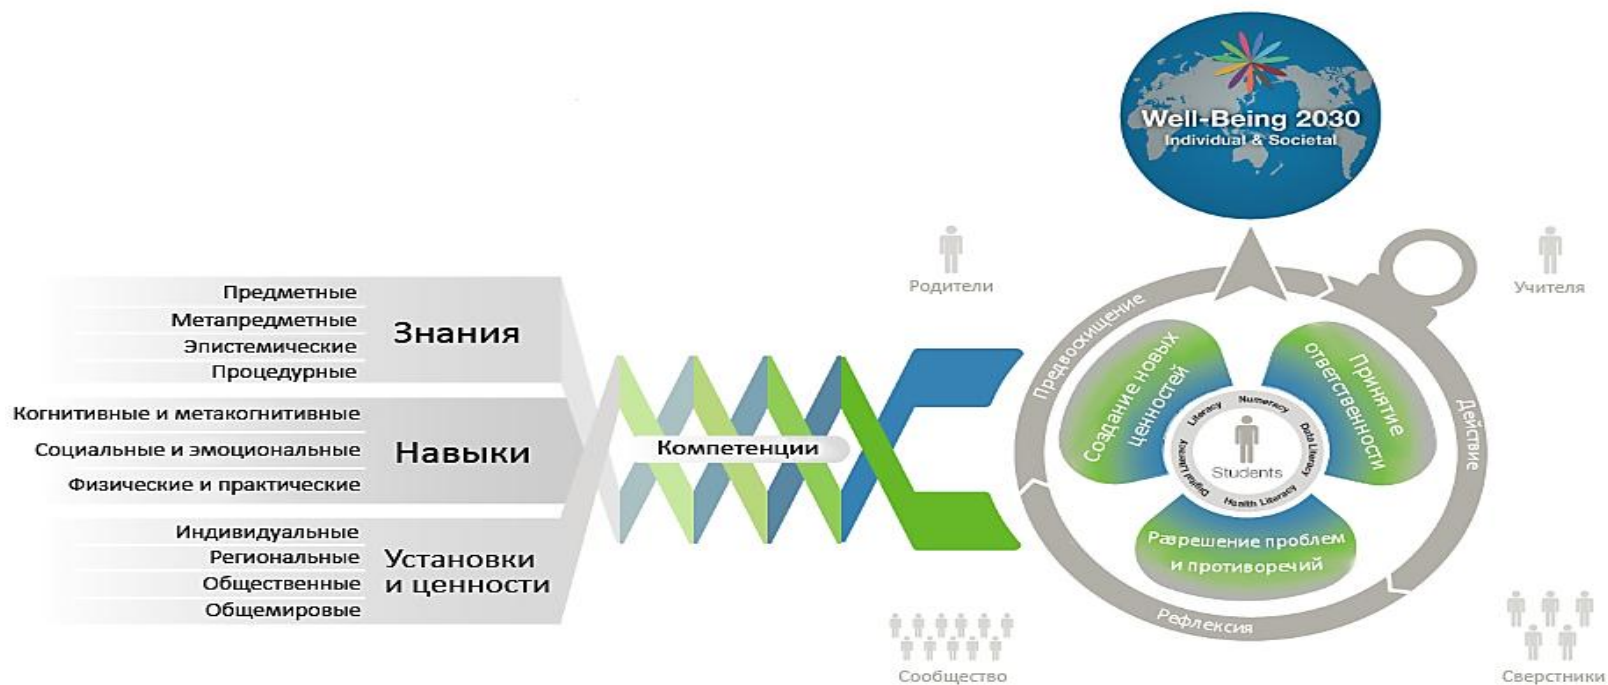 Предметные
Метапредметные
Эпистемические
Процедурные
Знания
Когнитивные и метакогнитивные
Социальные и эмоциональные
Физические и практические
Навыки
Индивидуальные
Региональные
Общественные
Общемировые
Установки
и ценности
Компетенции
Well-Being 2030
Individual & Societal
Родители
Учителя
Предвосхищение
Действие
Рефлексия
Создание новых
ценностей
Принятие
ответственности
Разрешение проблем
и противоречий
Literacy
Numeracy
Data Literacy
Health Literacy
Digital Literacy
Students
Сообщество
Сверстники